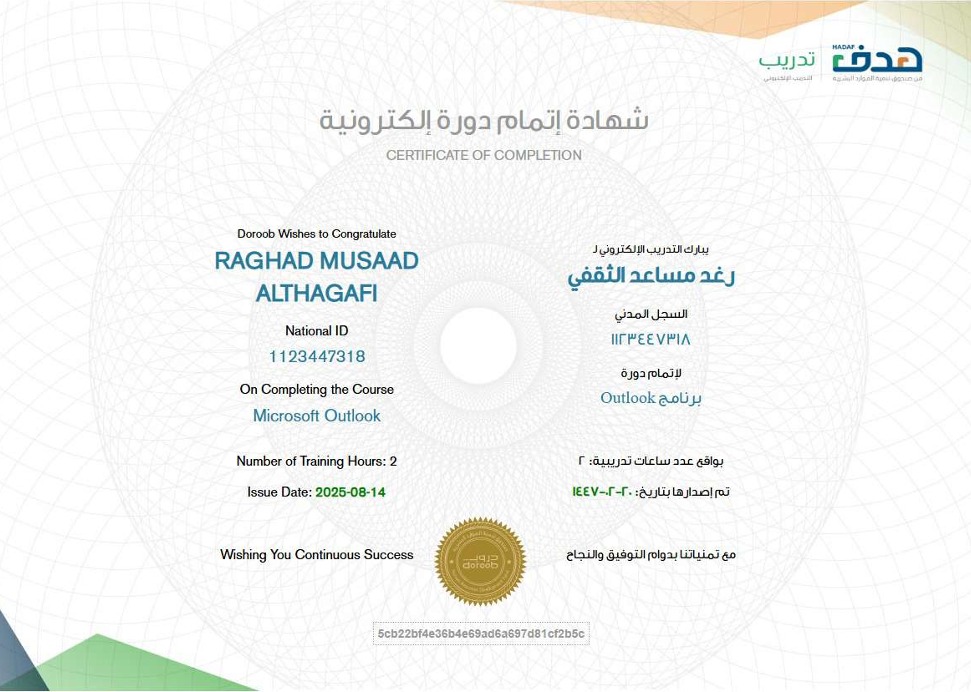 HADAF
هدف
تدريب
من صندوق تنمية الموارد البشرية
التدريب الإلكتروني
شهادة إتمام دورة إلكترونية
CERTIFICATE OF COMPLETION
Doroob Wishes to Congratulate
RAGHAD MUSAAD
ALTHAGAFI
National ID
1123447318
On Completing the Course
Microsoft Outlook
Number of Training Hours: 2
Issue Date: 2025-08-14
Wishing You Continuous Success
يبارك التدريب الإلكتروني لـ
رغد مساعد الثقفي
السجل المدني
١١٢٣٤٤٧٣١٨
لإتمام دورة
برنامج Outlook
بواقع عدد ساعات تدريبية: ٢
تم إصدارها بتاريخ: ٢٠-٠٢-١٤٤٧
مع تمنياتنا بدوام التوفيق والنجاح
دروب
doroob
5cb22bf4e36b4e69ad6a697d81cf2b5c